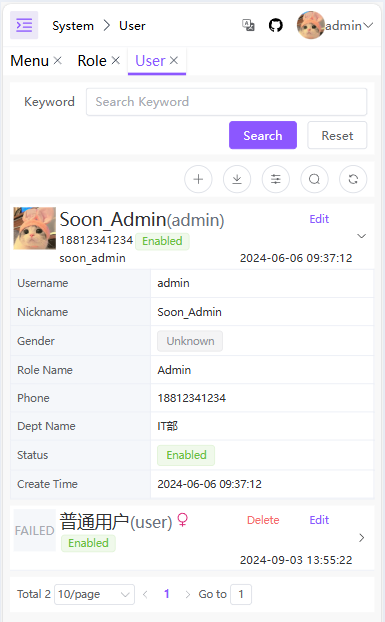 System > User admin
Menu × Role × User ×
Keyword Search Keyword
Search Reset
Soon_Admin(admin) Edit
18812341234 Enabled
soon_admin 2024-06-06 09:37:12
Username admin
Nickname Soon_Admin
Gender Unknown
Role Name Admin
Phone 18812341234
Dept Name IT部
Status Enabled
Create Time 2024-06-06 09:37:12
FAILED 普通用户(user) ♀ Delete Edit
Enabled
2024-09-03 13:55:22
Total 2 10/page < 1 > Go to 1